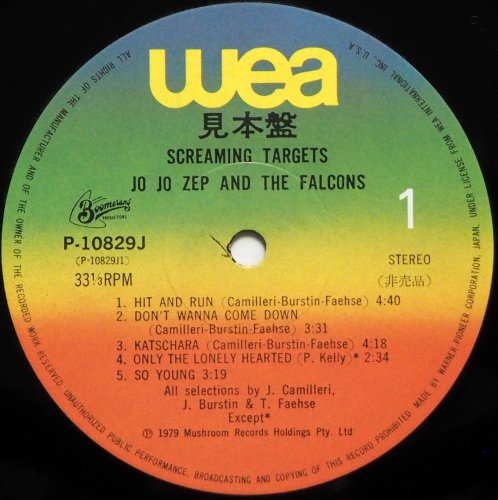 wea
見本盤
SCREAMING TARGETS
JO JO ZEP AND THE FALCONS
Boomerang
PRODUCTIONS
1
P-10829J
(P-10829J1)
33⅓RPM
STEREO
(非売品)
1. HIT AND RUN (Camilleri-Burstin-Faehse) 4:40
2. DON'T WANNA COME DOWN
(Camilleri-Burstin-Faehse) 3:31
3. KATSCHARA (Camilleri-Burstin-Faehse) 4:18
4. ONLY THE LONELY HEARTED (P. Kelly)* 2:34
5. SO YOUNG 3:19
All selections by J. Camilleri,
J. Burstin & T. Faehse
Except*
℗ 1979 Mushroom Records Holdings Pty. Ltd
ALL RIGHTS OF THE MANUFACTURER AND OF THE OWNER OF THE RECORDED WORK RESERVED. UNAUTHORIZED PUBLIC PERFORMANCE, BROADCASTING AND COPYING OF THIS RECORD PROHIBITED. MADE BY WARNER-PIONEER CORPORATION, JAPAN, UNDER LICENSE FROM WEA INTERNATIONAL INC., U.S.A.